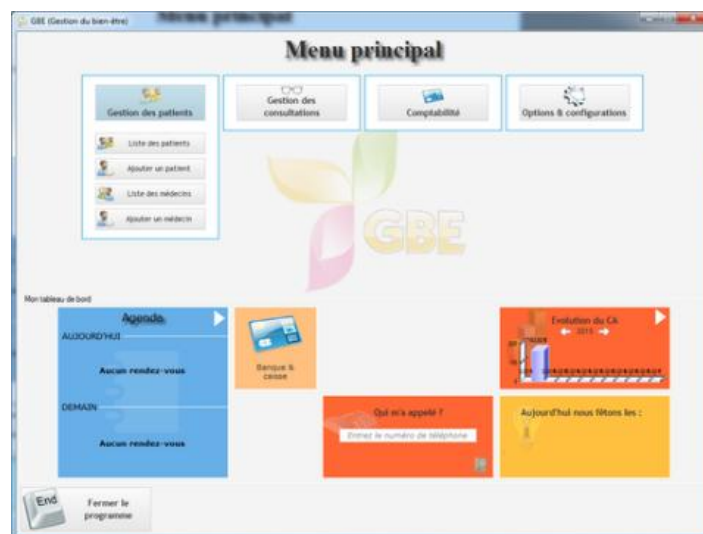 GBE (Gestion du bien être)
Menu principal
Gestion des patients
Gestion des
consultations
Comptabilité
Options & configurations
Liste des patients
Ajouter un patient
Liste des médecins
Ajouter un médecin
GBE
Mon tableau de bord
Agenda
AUJOURD'HUI
Aucun rendez-vous
DEMAIN
Aucun rendez-vous
Banque &
caisse
Evolution du CA
2015
Qui m'a appelé ?
Entrez le numéro de téléphone
Aujourd'hui nous fêtons les :
End
Fermer le
programme